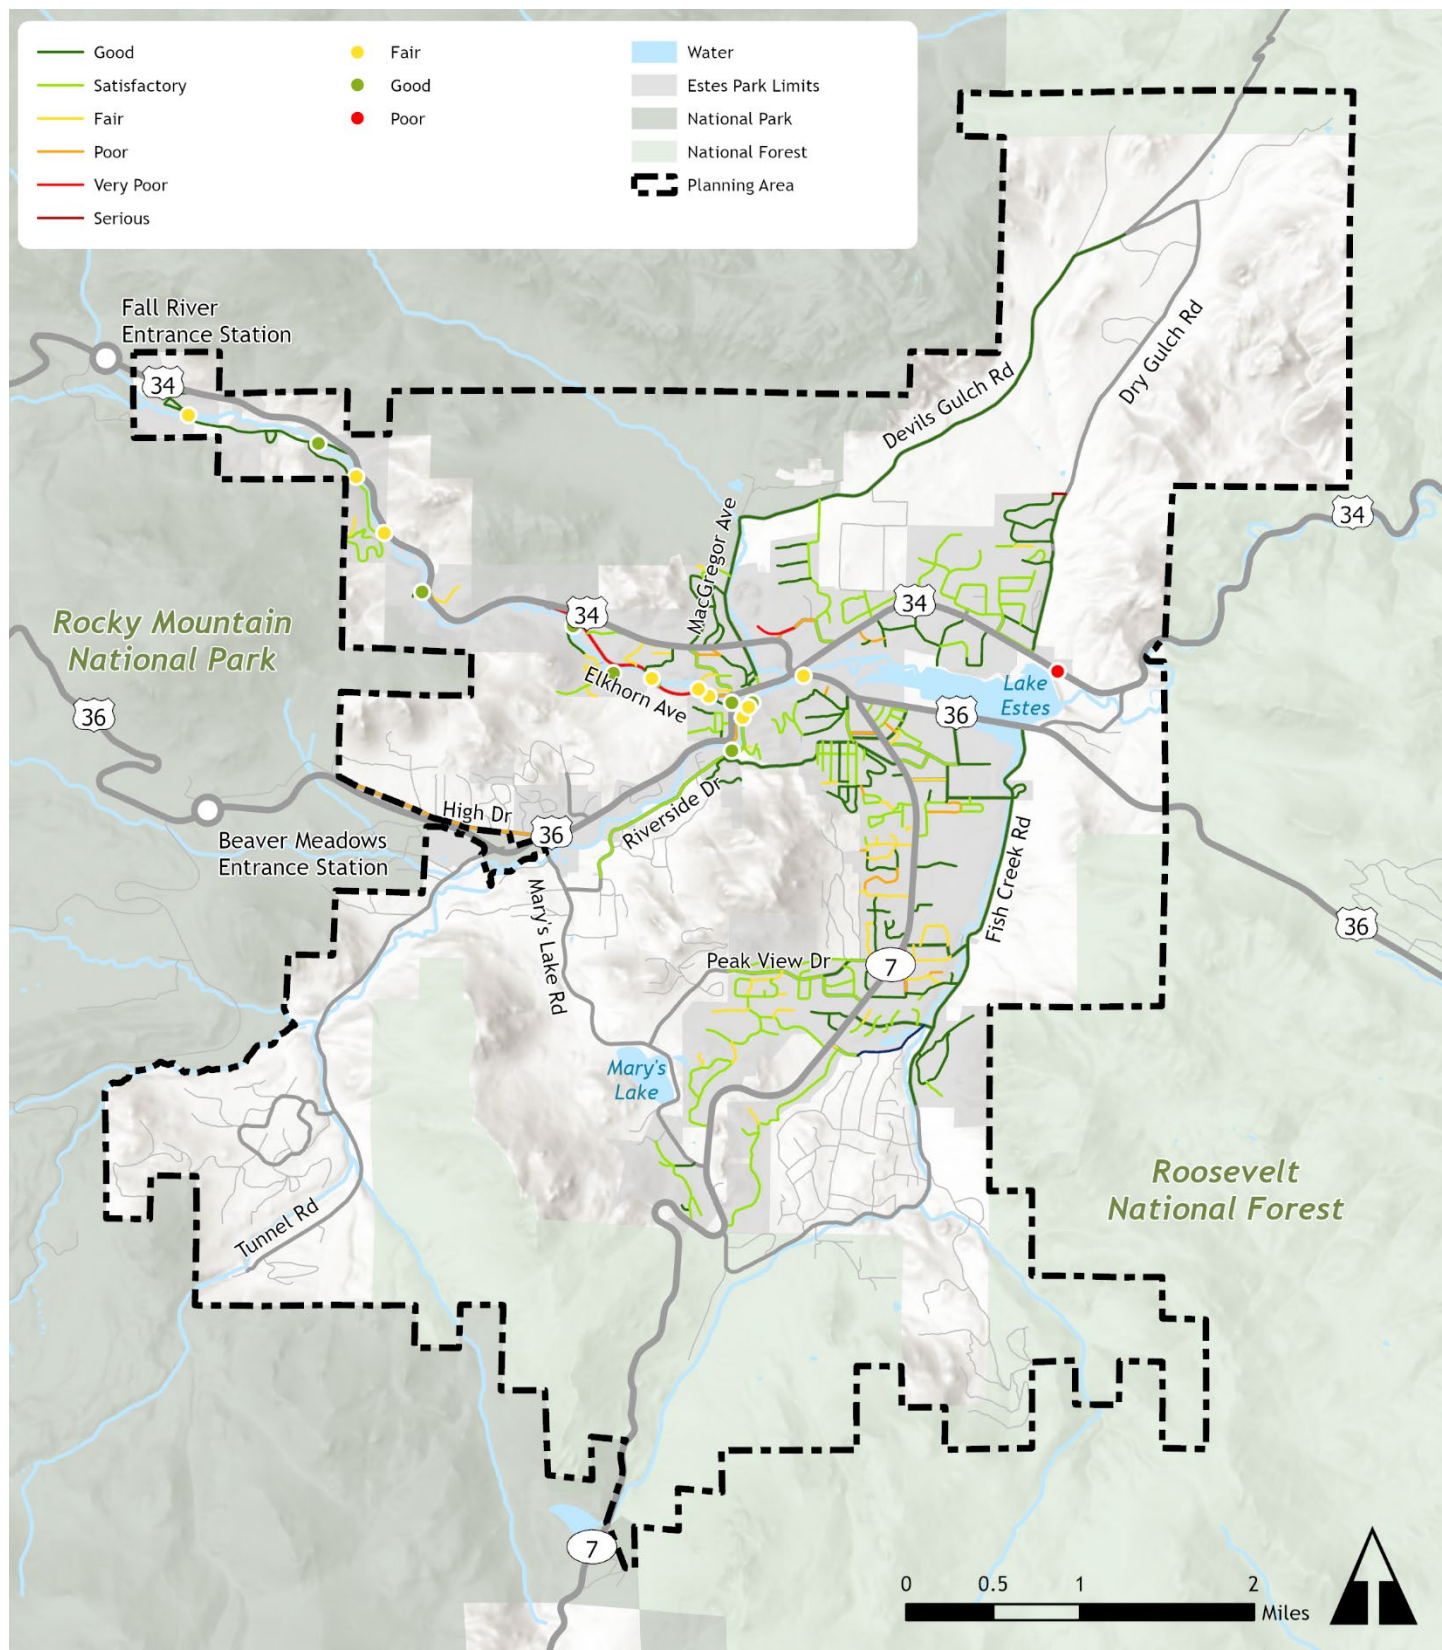 Good
Satisfactory
Fair
Poor
Very Poor
Serious
Fair
Good
Poor
Water
Estes Park Limits
National Park
National Forest
Planning Area
Fall River
Entrance Station
34
Devils Gulch Rd
Dry Gulch Rd
34
MacGregor Ave
34
34
Rocky Mountain
National Park
36
Elkhorn Ave
Lake
Estes
36
High Dr
36
Riverside Dr
Beaver Meadows
Entrance Station
Fish Creek Rd
36
Mary's Lake Rd
Peak View Dr
7
Mary's
Lake
Roosevelt
National Forest
Tunnel Rd
7
0 0.5 1 2
Miles